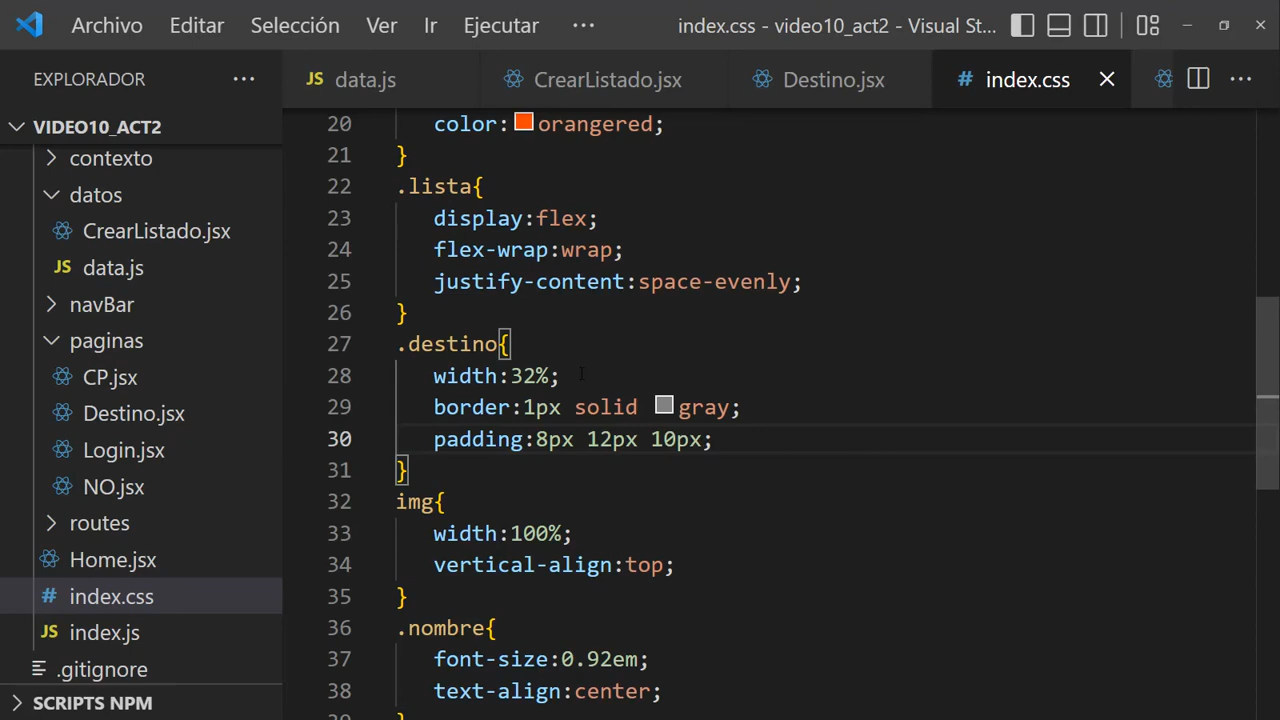 Archivo Editar Selección Ver Ir Ejecutar ··· index.css - video10_act2 - Visual St...
EXPLORADOR ···
JS data.js CrearListado.jsx Destino.jsx # index.css × ···
VIDEO10_ACT2
contexto
datos
CrearListado.jsx
JS data.js
navBar
paginas
CP.jsx
Destino.jsx
Login.jsx
NO.jsx
routes
Home.jsx
# index.css
JS index.js
.gitignore
SCRIPTS NPM
20 color: orangered;
21 }
22 .lista{
23 display:flex;
24 flex-wrap:wrap;
25 justify-content:space-evenly;
26 }
27 .destino{
28 width:32%;
29 border:1px solid gray;
30 padding:8px 12px 10px;
31 }
32 img{
33 width:100%;
34 vertical-align:top;
35 }
36 .nombre{
37 font-size:0.92em;
38 text-align:center;